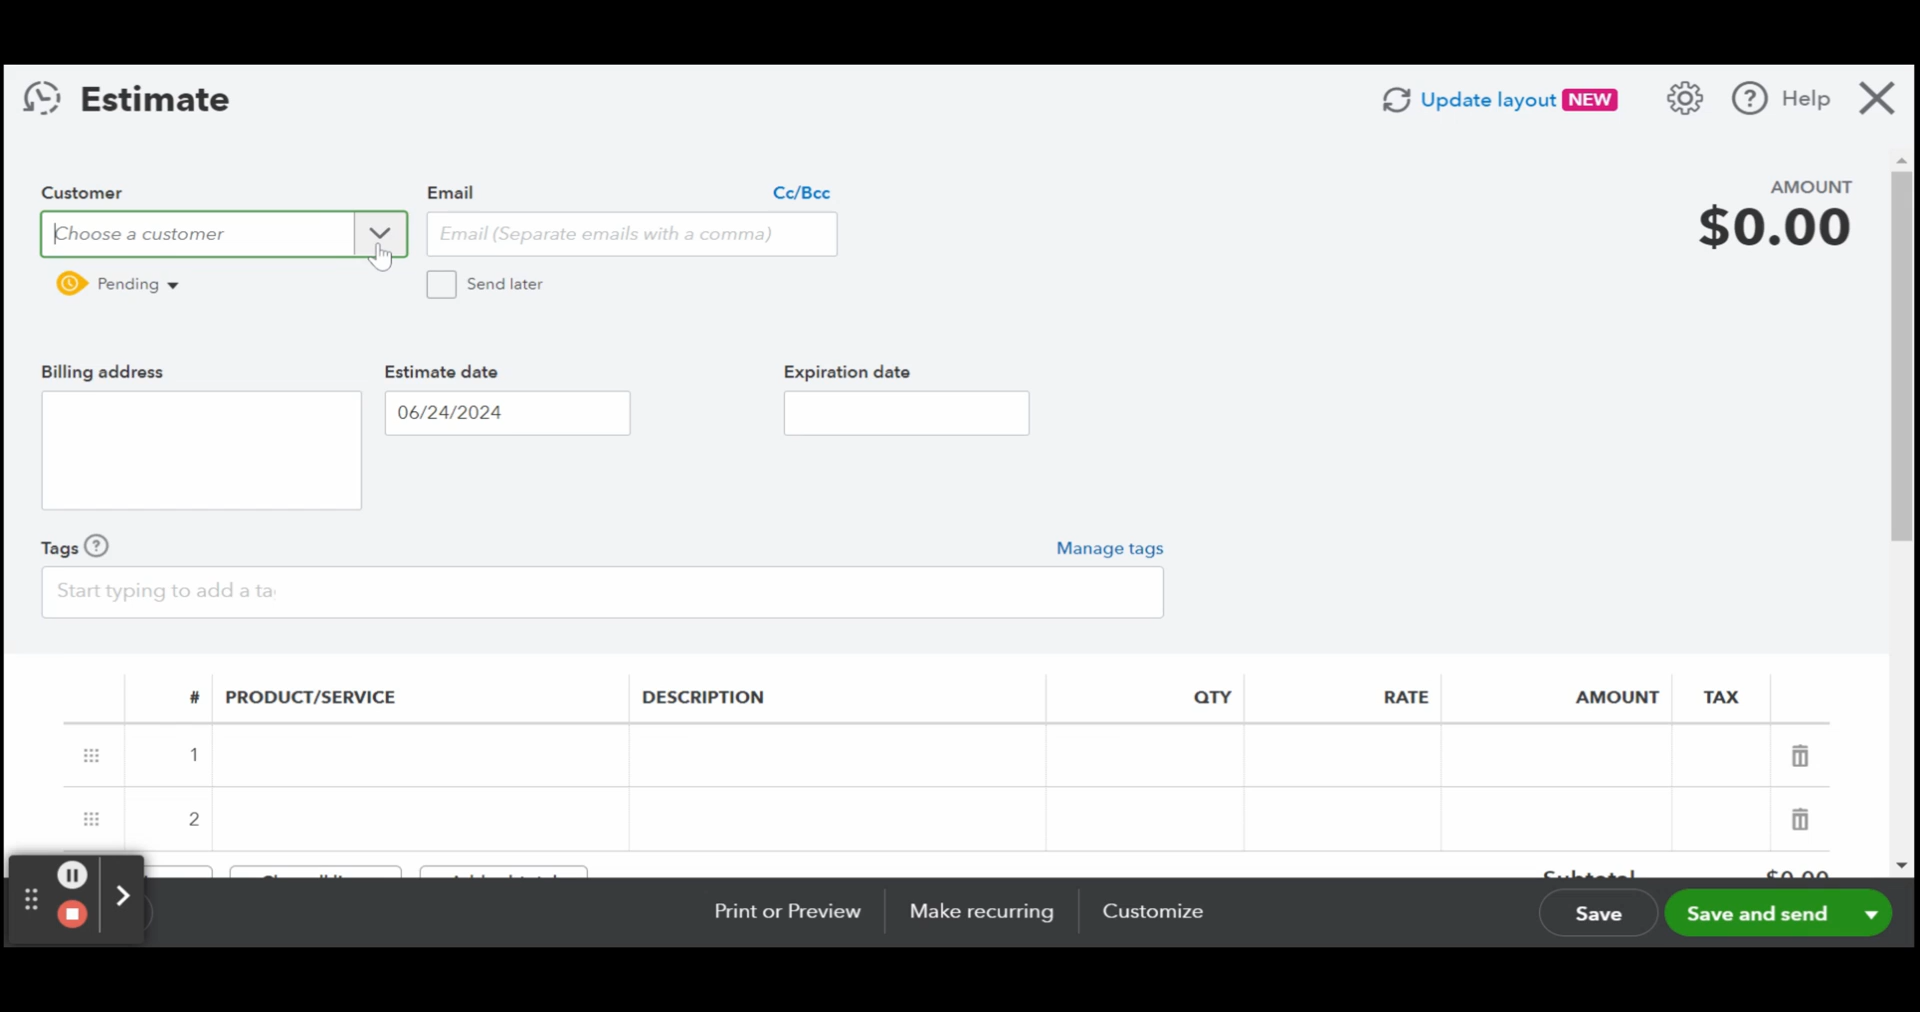 Estimate
Update layout NEW
? Help
Customer
Email
Cc/Bcc
AMOUNT
Choose a customer
Email (Separate emails with a comma)
$0.00
Pending
Send later
Billing address
Estimate date
Expiration date
06/24/2024
Tags ?
Manage tags
Start typing to add a ta
# PRODUCT/SERVICE DESCRIPTION QTY RATE AMOUNT TAX
1
2
Subtotal $0.00
Print or Preview
Make recurring
Customize
Save
Save and send